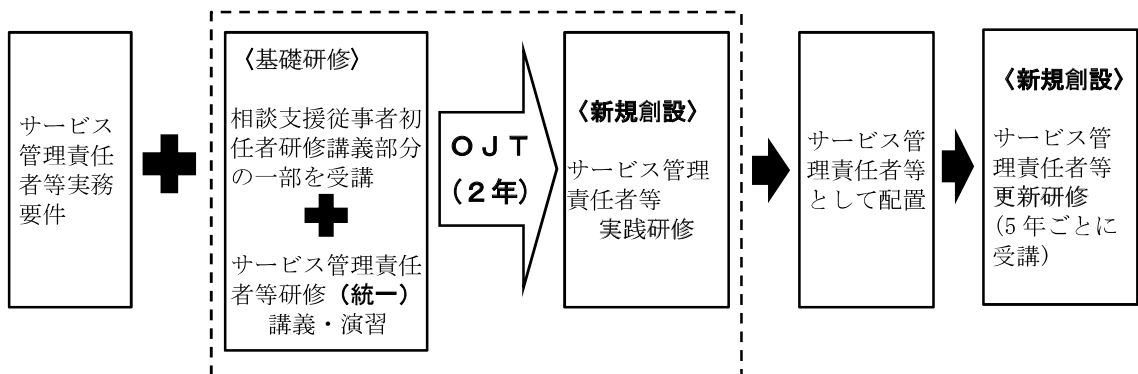 サービス
管理責任
者等実務
要件
〈基礎研修〉
相談支援従事者初
任者研修講義部分
の一部を受講
サービス管理責任
者等研修（統一）
講義・演習
ＯＪＴ
(２年)
〈新規創設〉
サービス管理
責任者等
実践研修
サービス管
理責任者等
として配置
〈新規創設〉
サービス管
理責任者等
更新研修
(5 年ごとに
受講）